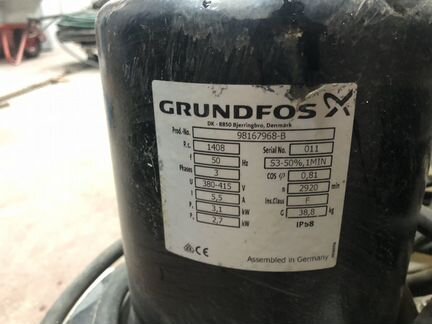 GRUNDFOS
DK - 8850 Bjerringbro, Denmark
Prod.-No. 98167968-B
P.c. 1408 Serial No. 011
f 50 Hz S3-50%,1MIN
Phases 3 cos φ 0,81
U 380-415 V n 2920 min
I 5,5 A Ins.Class F
P₁ 3,1 kW G 38,8 kg
P₂ 2,7 kW IP68
CE Assembled in Germany